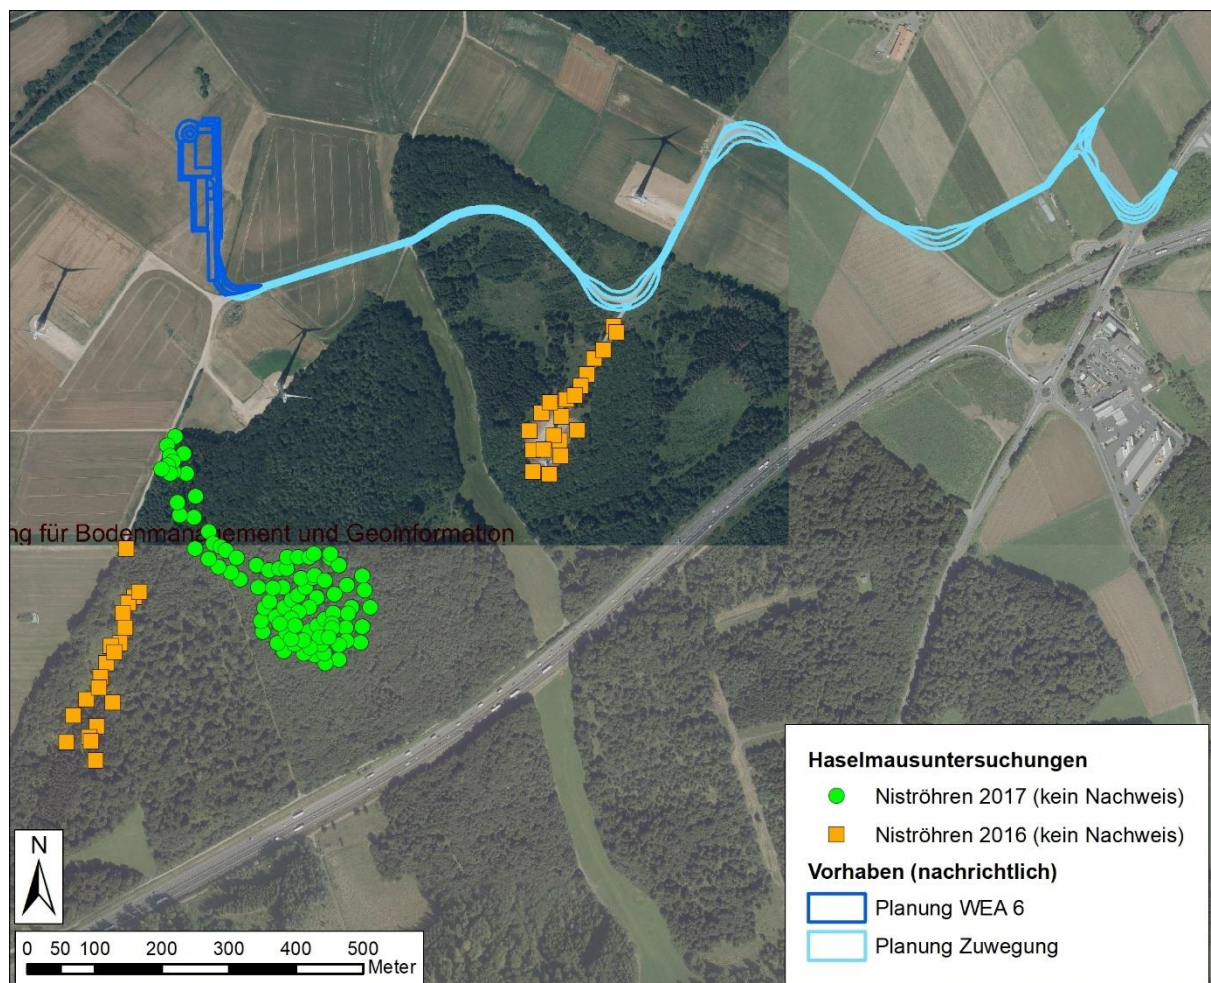 ng für Bodenmanagement und Geoinformation
Haselmausuntersuchungen
Niströhren 2017 (kein Nachweis)
Niströhren 2016 (kein Nachweis)
Vorhaben (nachrichtlich)
Planung WEA 6
Planung Zuwegung
N
0 50 100 200 300 400 500
Meter